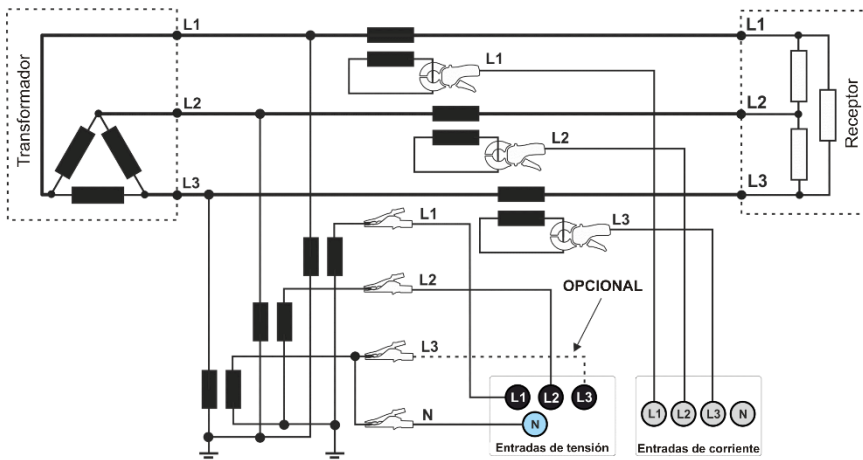 L1
L1
L1
Transformador
L2
L2
L2
Receptor
L3
L3
L3
L1
L2
OPCIONAL
L3
L1
L2
L3
L1
L2
L3
N
N
N
Entradas de tensión
Entradas de corriente